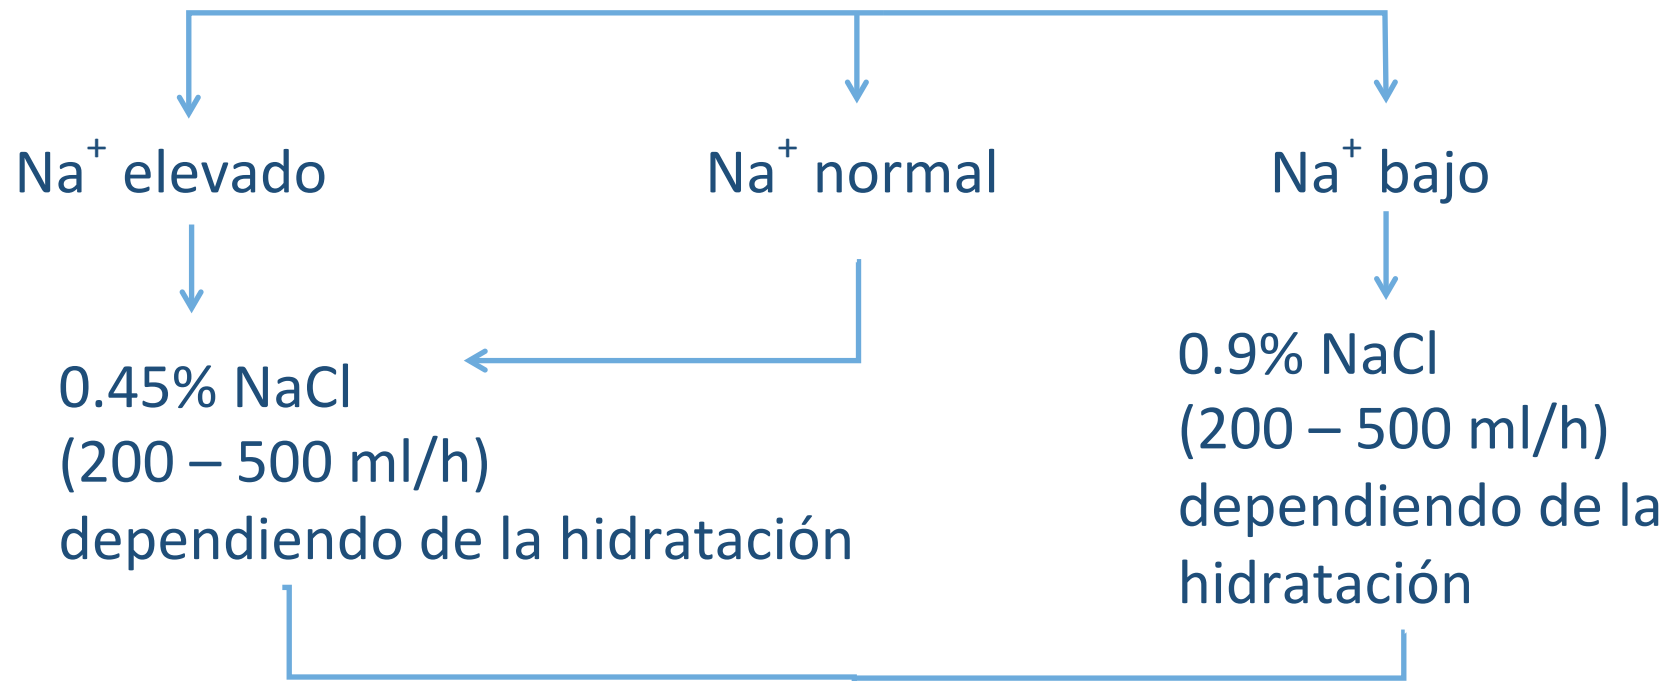 Na⁺ elevado
Na⁺ normal
Na⁺ bajo
0.45% NaCl
(200 – 500 ml/h)
dependiendo de la hidratación
0.9% NaCl
(200 – 500 ml/h)
dependiendo de la
hidratación